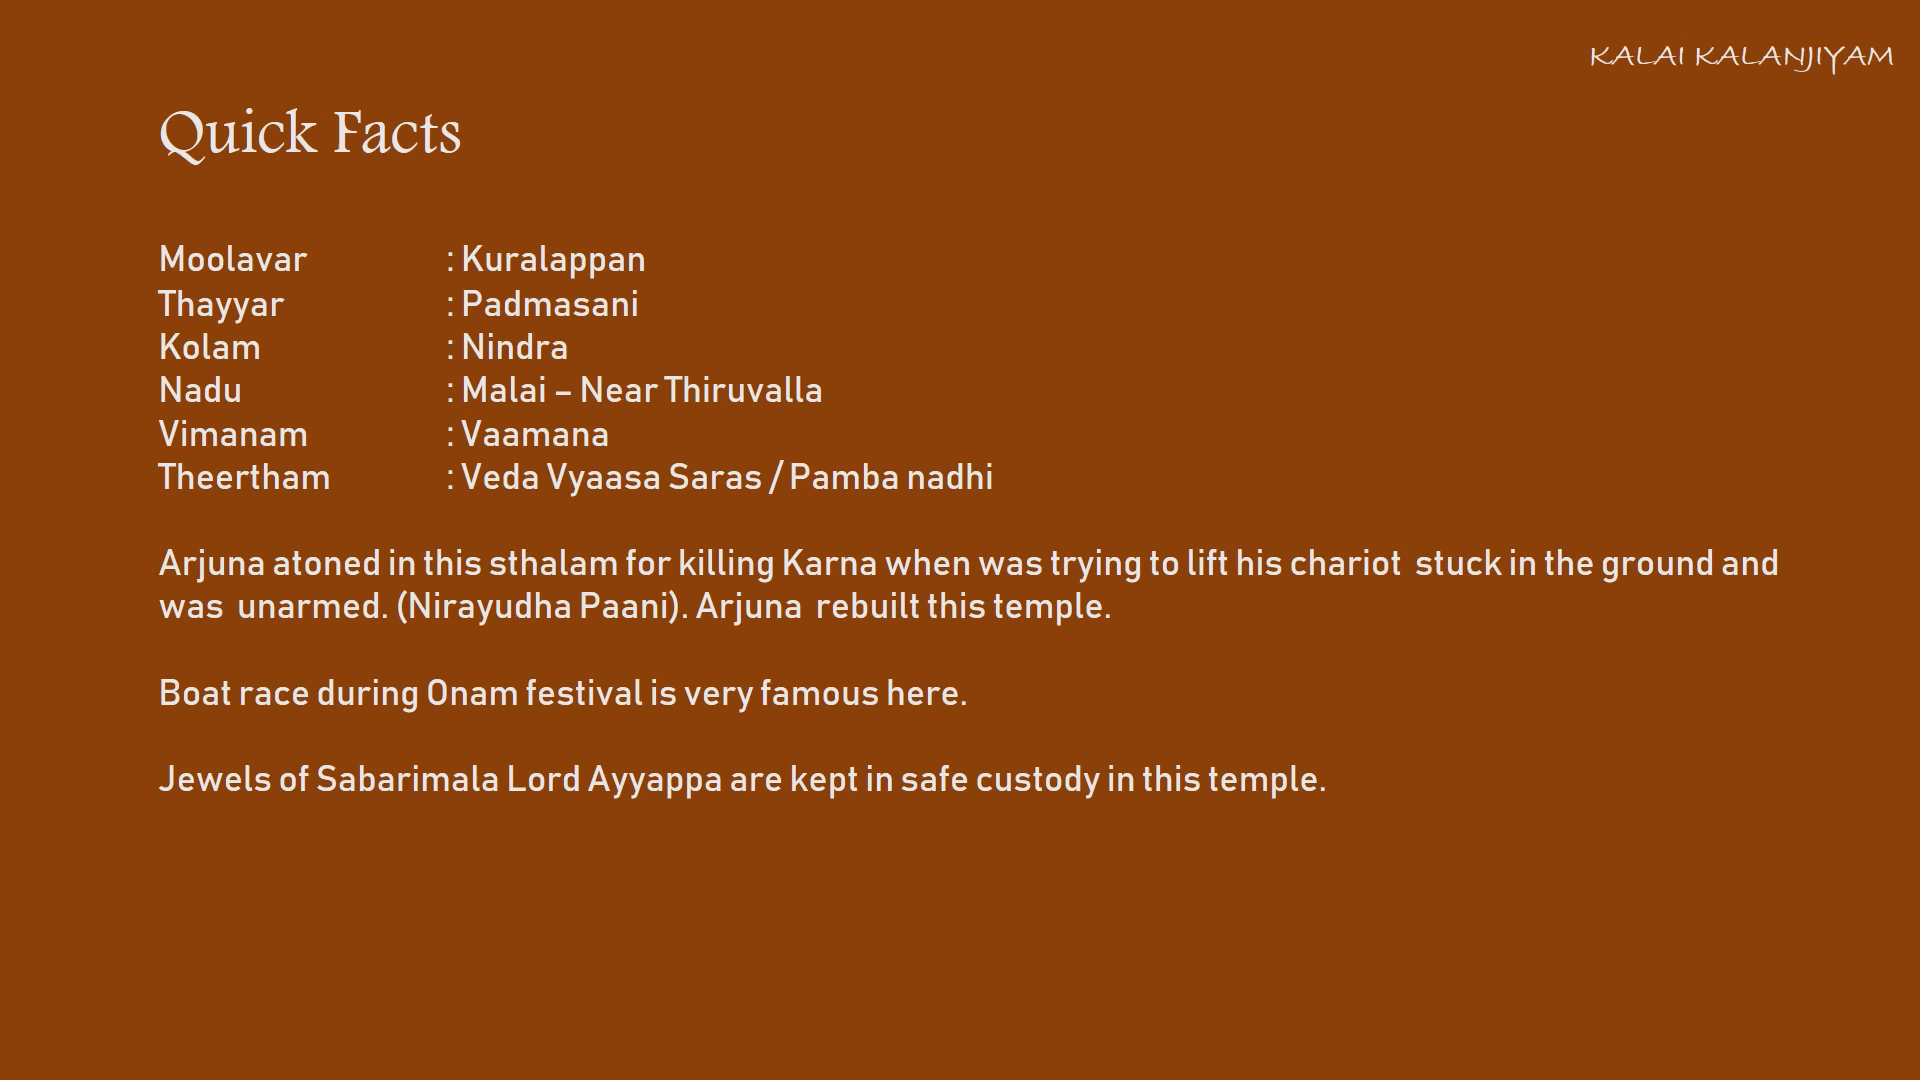 KALAI KALANJIYAM
Quick Facts
Moolavar : Kuralappan
Thayyar : Padmasani
Kolam : Nindra
Nadu : Malai – Near Thiruvalla
Vimanam : Vaamana
Theertham : Veda Vyaasa Saras / Pamba nadhi
Arjuna atoned in this sthalam for killing Karna when was trying to lift his chariot stuck in the ground and
was unarmed. (Nirayudha Paani). Arjuna rebuilt this temple.
Boat race during Onam festival is very famous here.
Jewels of Sabarimala Lord Ayyappa are kept in safe custody in this temple.